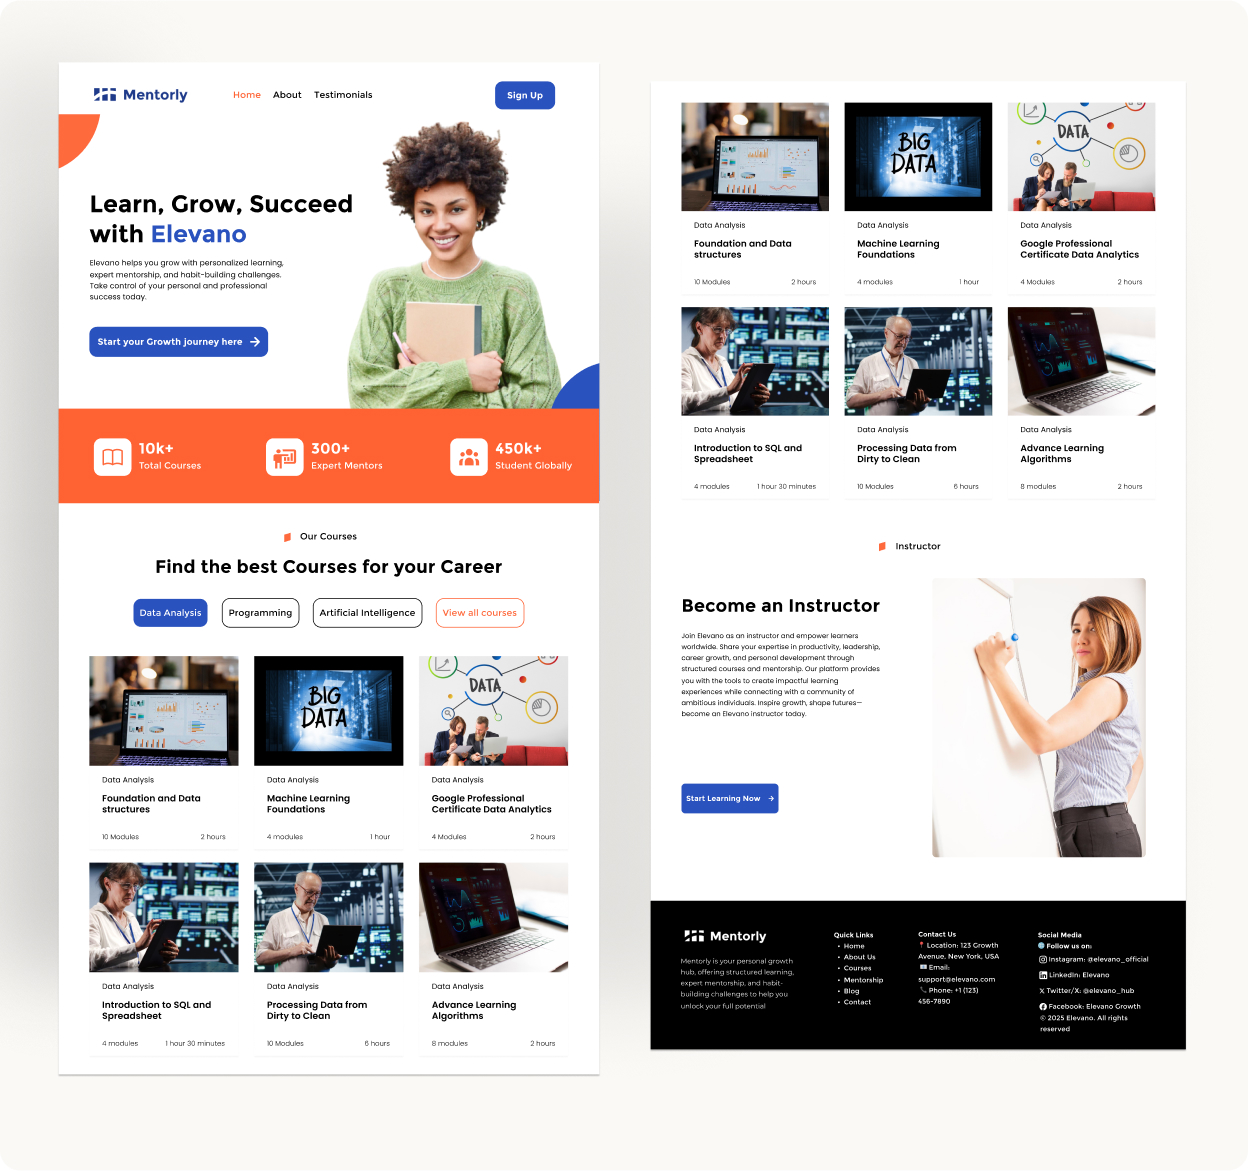 Mentorly
Home About Testimonials
Sign Up
Learn, Grow, Succeed
with Elevano
Elevano helps you grow with personalized learning,
expert mentorship, and habit-building challenges.
Take control of your personal and professional
success today.
Start your Growth journey here
10k+
Total Courses
300+
Expert Mentors
450k+
Student Globally
Our Courses
Find the best Courses for your Career
Data Analysis
Programming
Artificial Intelligence
View all courses
BIG
DATA
DATA
Data Analysis
Foundation and Data
structures
10 Modules 2 hours
Data Analysis
Machine Learning
Foundations
4 modules 1 hour
Data Analysis
Google Professional
Certificate Data Analytics
4 Modules 2 hours
Data Analysis
Introduction to SQL and
Spreadsheet
4 modules 1 hour 30 minutes
Data Analysis
Processing Data from
Dirty to Clean
10 Modules 6 hours
Data Analysis
Advance Learning
Algorithms
8 modules 2 hours
BIG
DATA
DATA
Data Analysis
Foundation and Data
structures
10 Modules 2 hours
Data Analysis
Machine Learning
Foundations
4 modules 1 hour
Data Analysis
Google Professional
Certificate Data Analytics
4 Modules 2 hours
Data Analysis
Introduction to SQL and
Spreadsheet
4 modules 1 hour 30 minutes
Data Analysis
Processing Data from
Dirty to Clean
10 Modules 6 hours
Data Analysis
Advance Learning
Algorithms
8 modules 2 hours
Instructor
Become an Instructor
Join Elevano as an instructor and empower learners
worldwide. Share your expertise in productivity, leadership,
career growth, and personal development through
structured courses and mentorship. Our platform provides
you with the tools to create impactful learning
experiences while connecting with a community of
ambitious individuals. Inspire growth, shape futures—
become an Elevano instructor today.
Start Learning Now
Mentorly
Mentorly is your personal growth
hub, offering structured learning,
expert mentorship, and habit-
building challenges to help you
unlock your full potential
Quick Links
• Home
• About Us
• Courses
• Mentorship
• Blog
• Contact
Contact Us
📍 Location: 123 Growth
Avenue, New York, USA
📧 Email:
support@elevano.com
📞 Phone: +1 (123)
456-7890
Social Media
🌐 Follow us on:
Instagram: @elevano_official
LinkedIn: Elevano
Twitter/X: @elevano_hub
Facebook: Elevano Growth
© 2025 Elevano. All rights
reserved